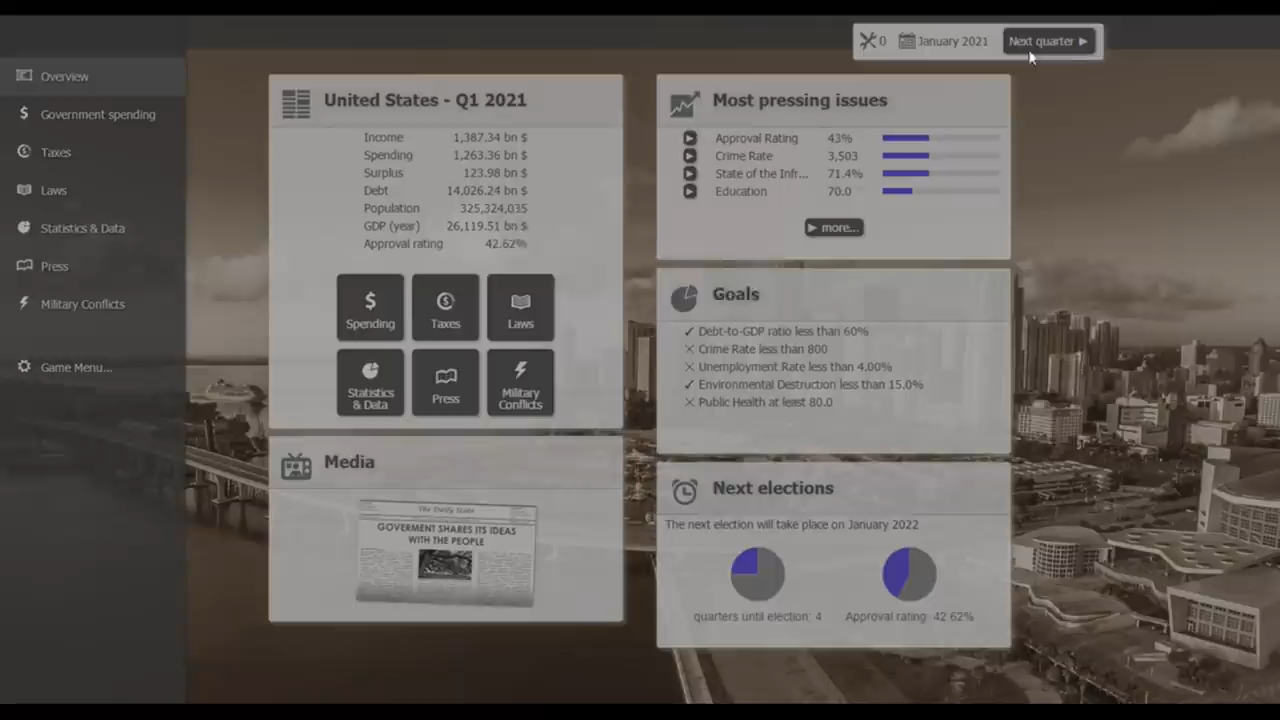 0 January 2021 Next quarter
Overview
Government spending
Taxes
Laws
Statistics & Data
Press
Military Conflicts
Game Menu...
United States - Q1 2021
Income 1,387.34 bn $
Spending 1,263.36 bn $
Surplus 123.98 bn $
Debt 14,026.24 bn $
Population 325,324,035
GDP (year) 26,119.51 bn $
Approval rating 42.62%
Spending
Taxes
Laws
Statistics
& Data
Press
Military
Conflicts
Media
The Daily State
GOVERMENT SHARES ITS IDEAS
WITH THE PEOPLE
Most pressing issues
Approval Rating 43%
Crime Rate 3,503
State of the Infr... 71.4%
Education 70.0
more...
Goals
Debt-to-GDP ratio less than 60%
Crime Rate less than 800
Unemployment Rate less than 4.00%
Environmental Destruction less than 15.0%
Public Health at least 80.0
Next elections
The next election will take place on January 2022
quarters until election: 4
Approval rating: 42.62%